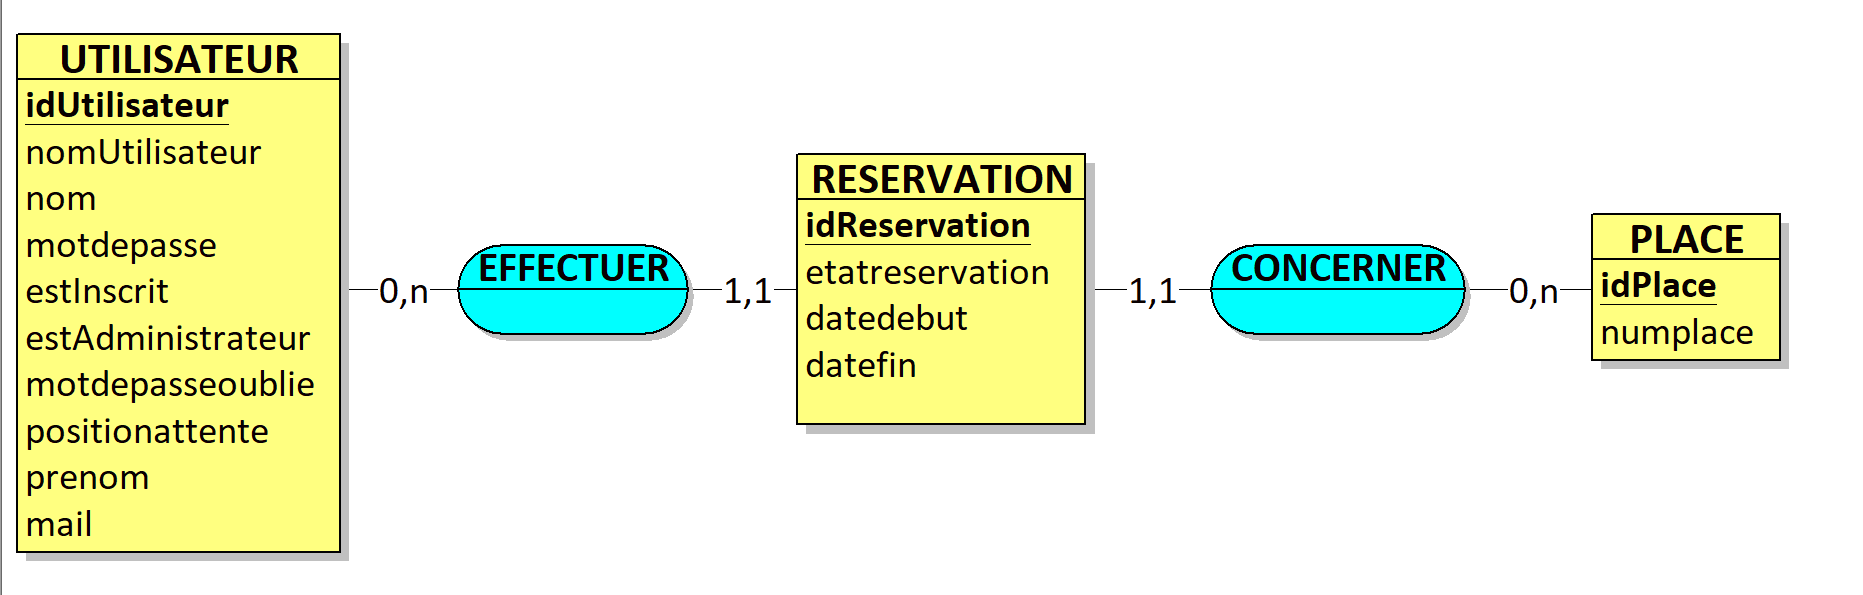 UTILISATEUR
idUtilisateur
nomUtilisateur
nom
motdepasse
estInscrit
estAdministrateur
motdepasseoublie
positionattente
prenom
mail
0,n
EFFECTUER
1,1
RESERVATION
idReservation
etatreservation
datedebut
datefin
1,1
CONCERNER
0,n
PLACE
idPlace
numplace